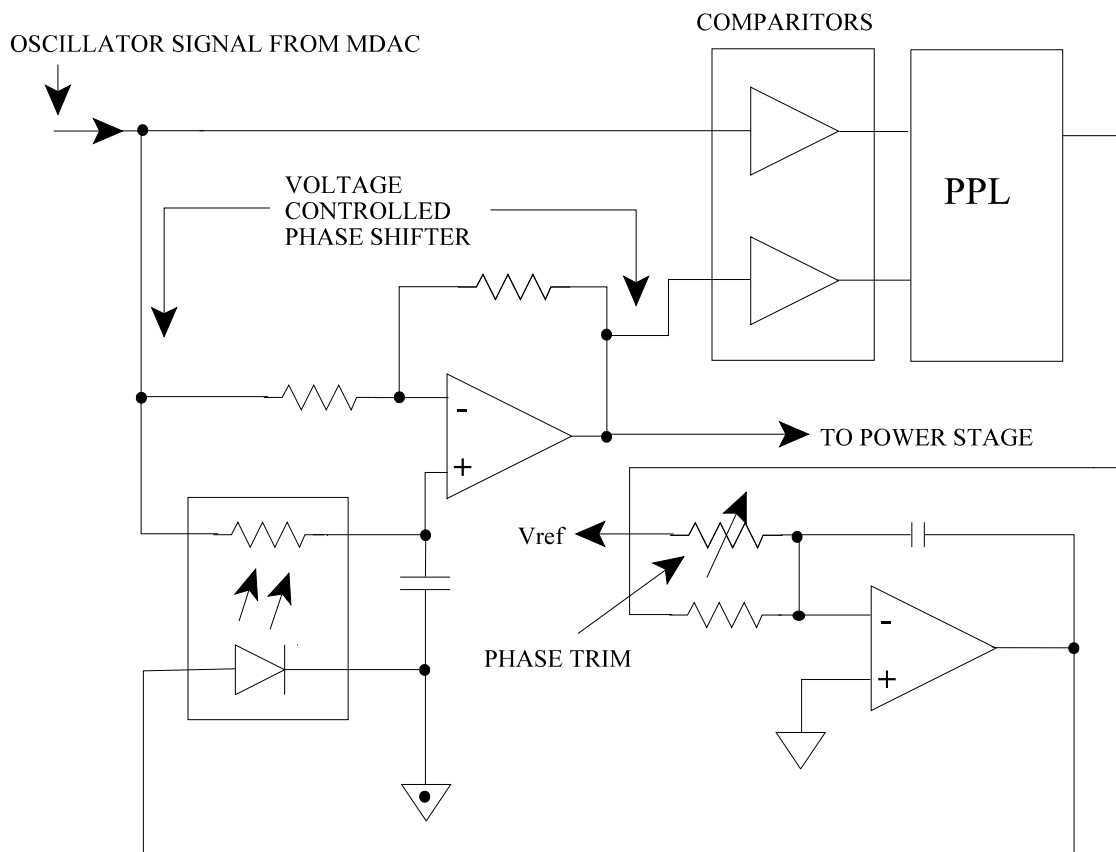 COMPARITORS
OSCILLATOR SIGNAL FROM MDAC
VOLTAGE
CONTROLLED
PHASE SHIFTER
PPL
-
+
TO POWER STAGE
Vref
PHASE TRIM
-
+